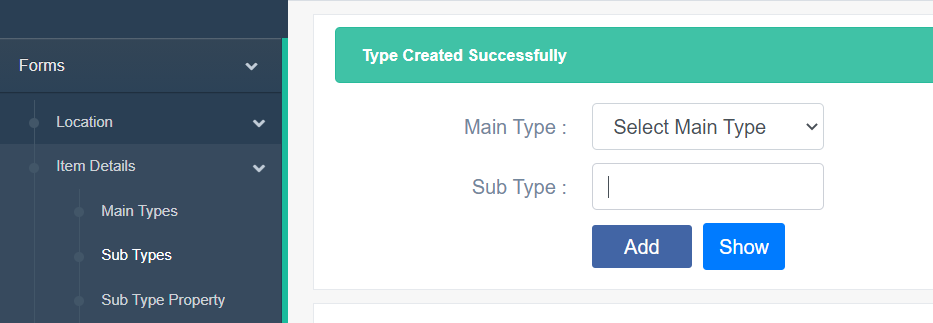 Forms
Location
Item Details
Main Types
Sub Types
Sub Type Property
Type Created Successfully
Main Type :
Select Main Type
Sub Type :
Add
Show